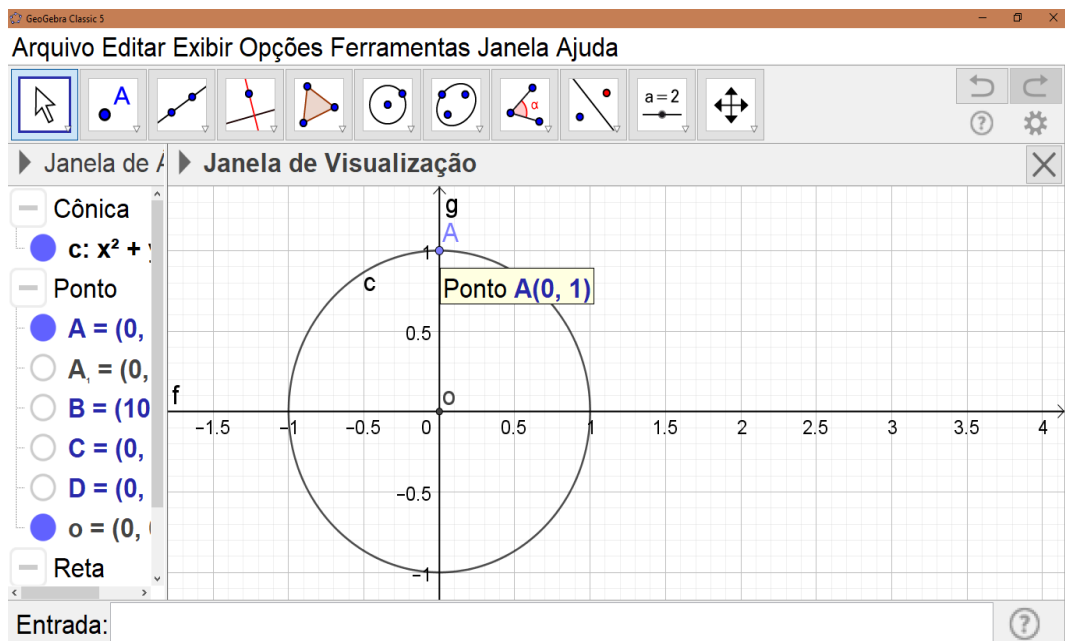 GeoGebra Classic 5
Arquivo Editar Exibir Opções Ferramentas Janela Ajuda
A
α
a=2
Janela de
Janela de Visualização
Cônica
c: x² +
Ponto
A = (0,
A₁ = (0,
B = (10
C = (0,
D = (0,
o = (0,
Reta
g
A
1
c
Ponto A(0, 1)
0.5
f
o
−1.5 −1 −0.5 0 0.5 1 1.5 2 2.5 3 3.5 4
−0.5
−1
Entrada: